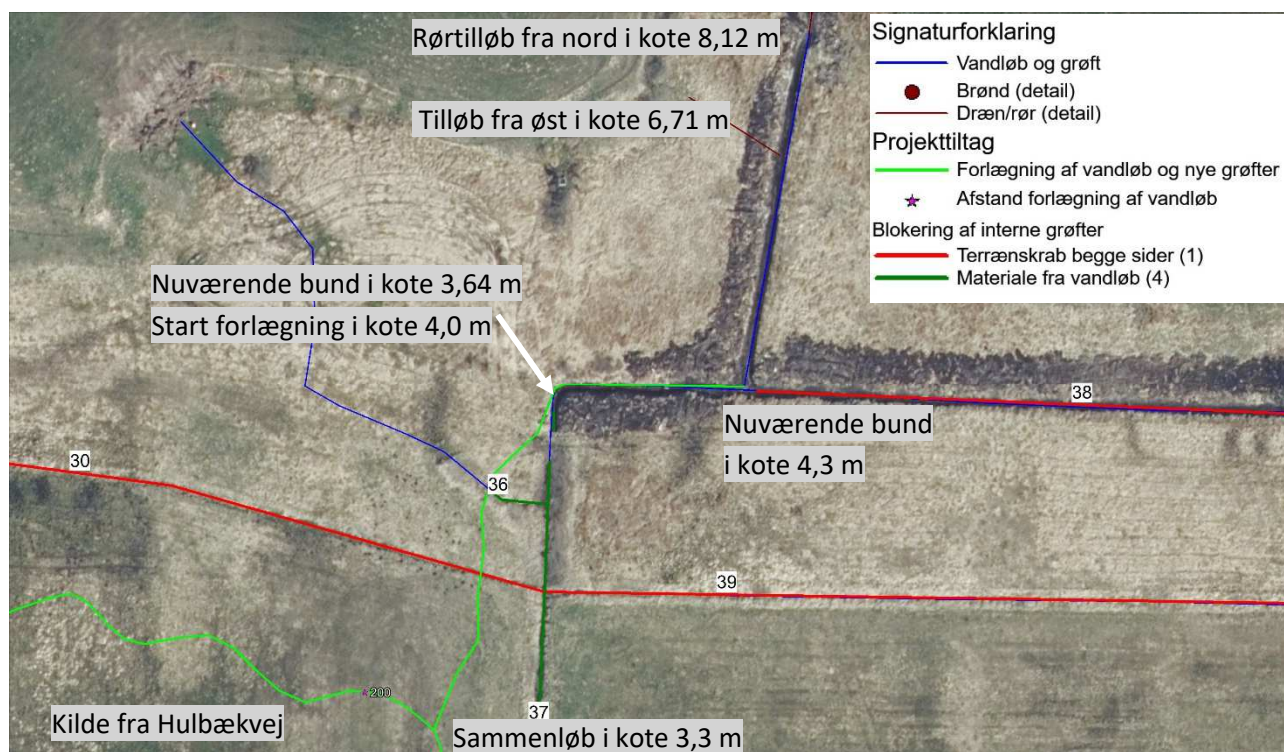 Rørtilløb fra nord i kote 8,12 m
Tilløb fra øst i kote 6,71 m
Signaturforklaring
Vandløb og grøft
Brønd (detail)
Dræn/rør (detail)
Projekttiltag
Forlægning af vandløb og nye grøfter
Afstand forlægning af vandløb
Blokering af interne grøfter
Terrænskrab begge sider (1)
Materiale fra vandløb (4)
Nuværende bund i kote 3,64 m
Start forlægning i kote 4,0 m
38
Nuværende bund
i kote 4,3 m
30
36
39
200
37
Kilde fra Hulbækvej
Sammenløb i kote 3,3 m